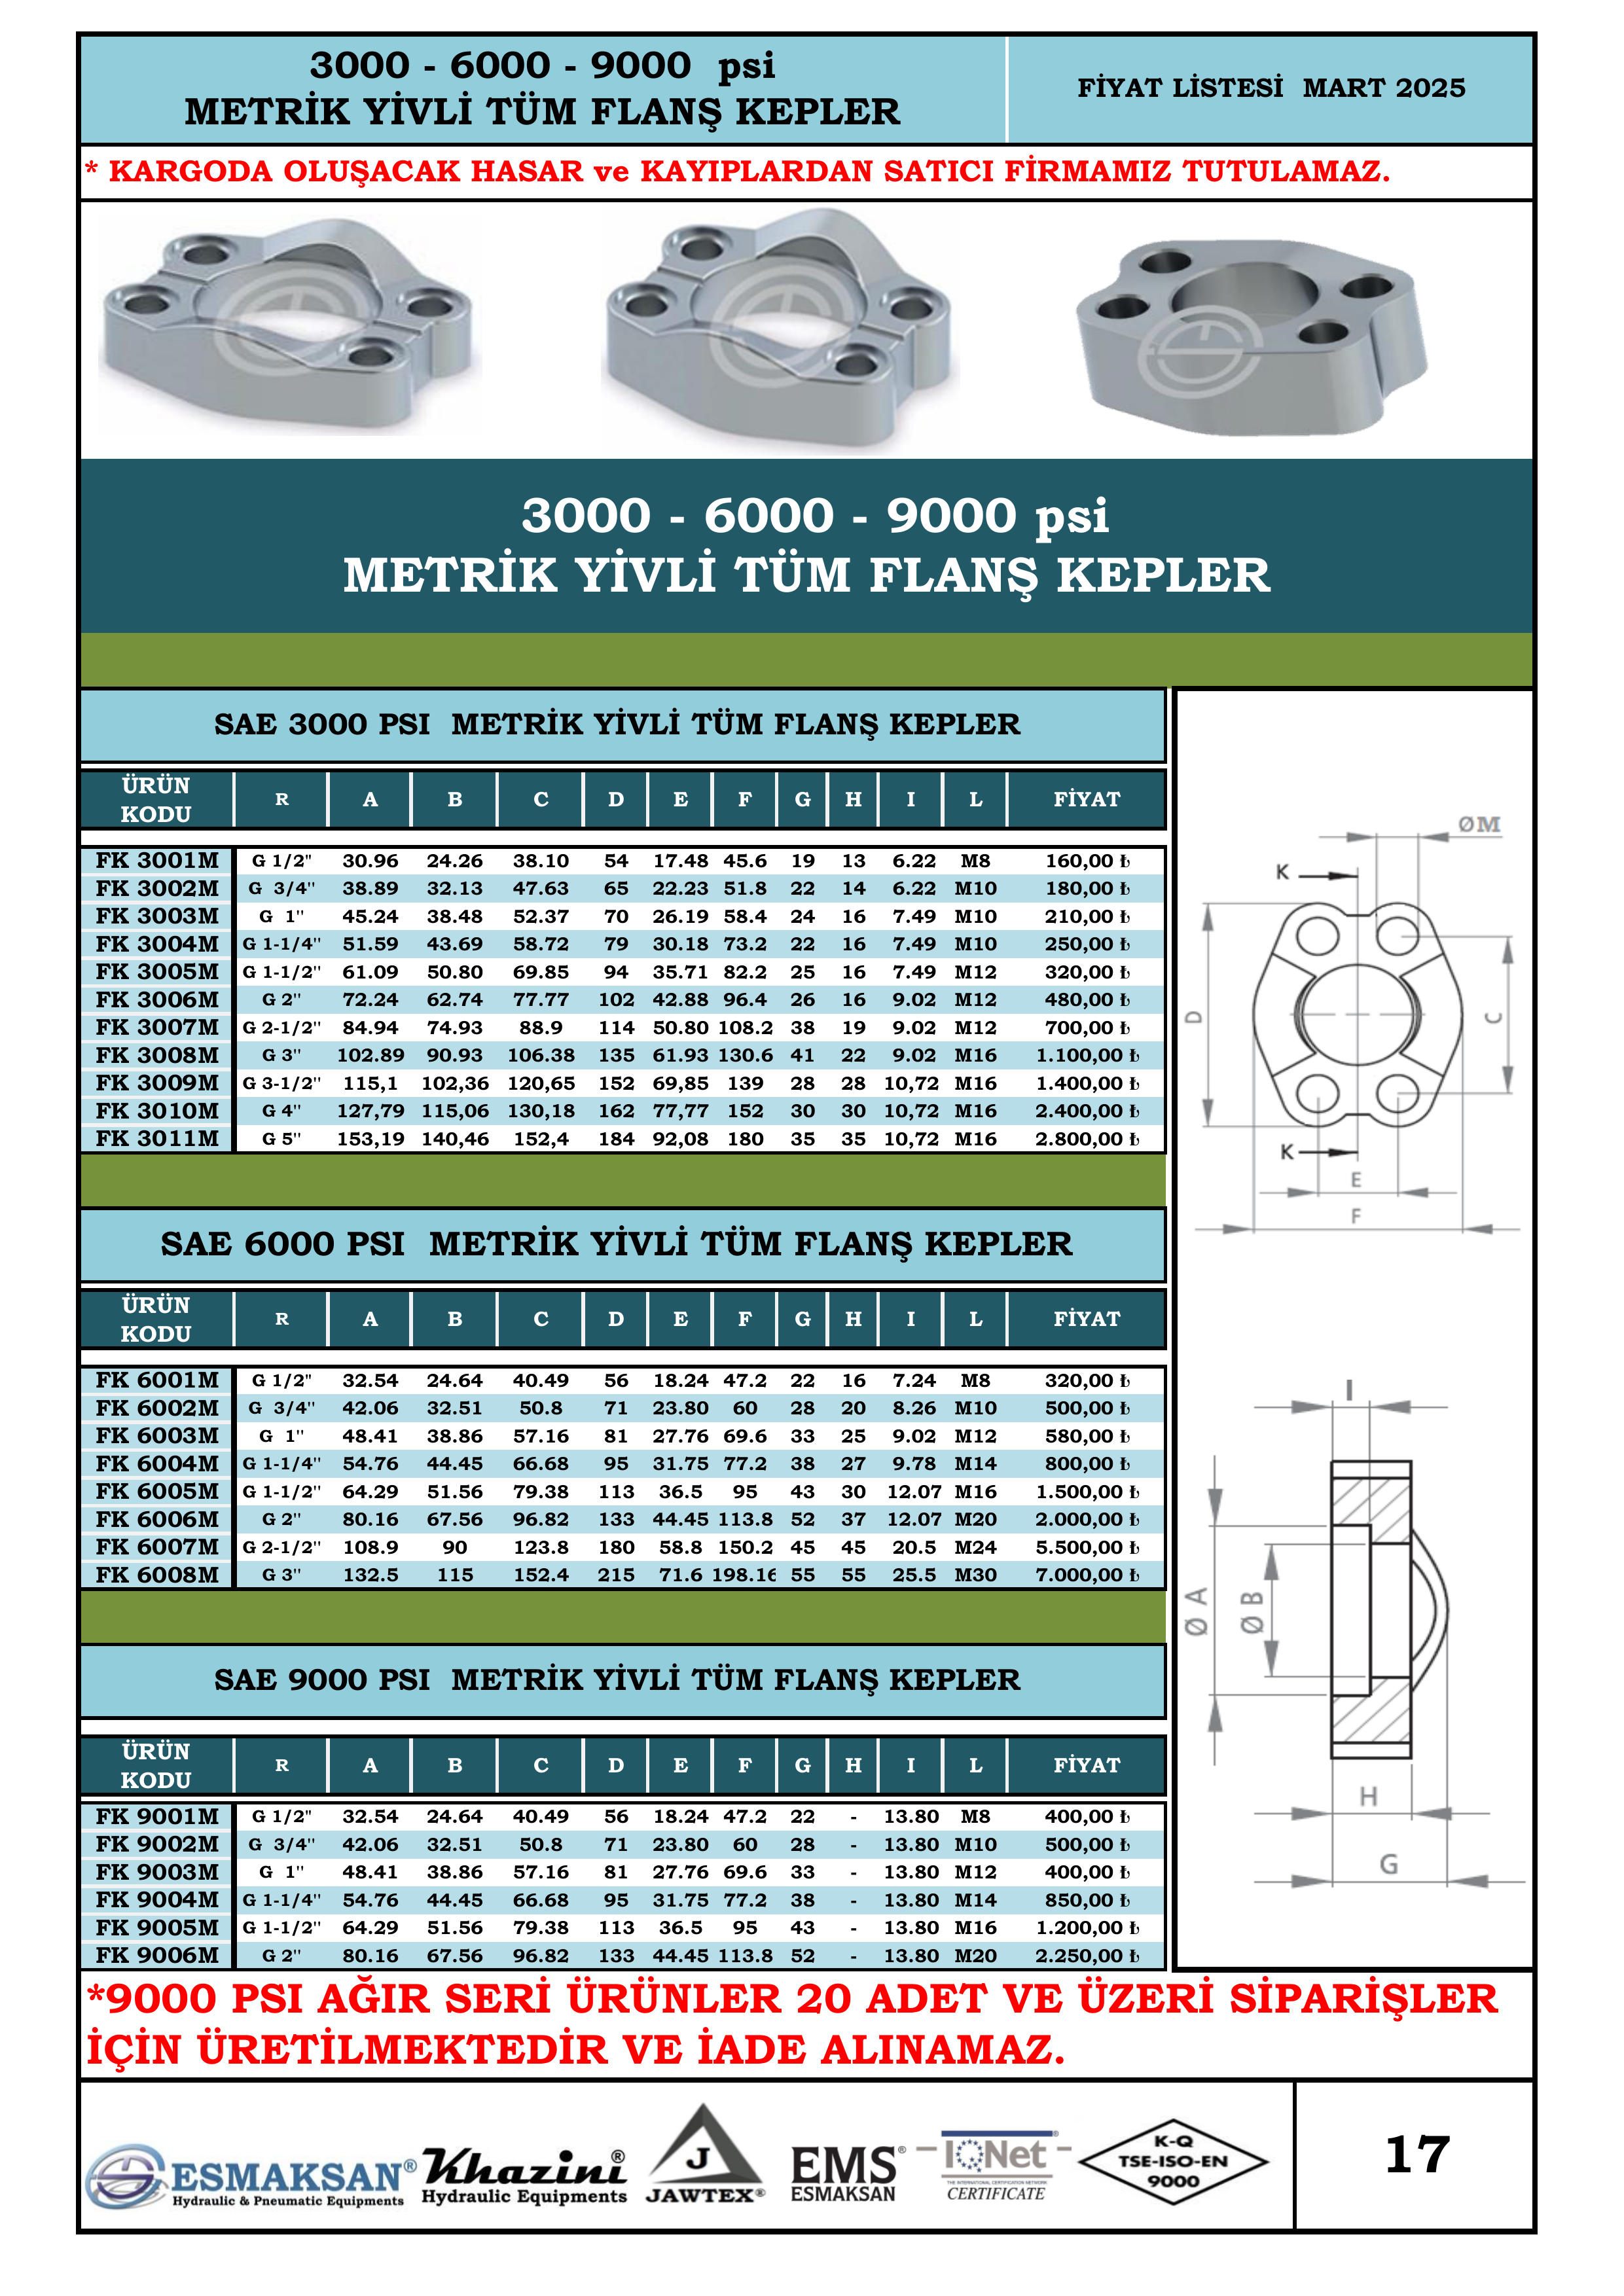 3000 - 6000 - 9000  psi
METRİK YİVLİ TÜM FLANŞ KEPLER
FİYAT LİSTESİ  MART 2025
* KARGODA OLUŞACAK HASAR ve KAYIPLARDAN SATICI FİRMAMIZ TUTULAMAZ.
3000 - 6000 - 9000 psi
METRİK YİVLİ TÜM FLANŞ KEPLER
SAE 3000 PSI  METRİK YİVLİ TÜM FLANŞ KEPLER
ÜRÜN KODU R A B C D E F G H I L FİYAT
FK 3001M G 1/2" 30.96 24.26 38.10 54 17.48 45.6 19 13 6.22 M8 160,00 ₺
FK 3002M G 3/4" 38.89 32.13 47.63 65 22.23 51.8 22 14 6.22 M10 180,00 ₺
FK 3003M G 1" 45.24 38.48 52.37 70 26.19 58.4 24 16 7.49 M10 210,00 ₺
FK 3004M G 1-1/4" 51.59 43.69 58.72 79 30.18 73.2 22 16 7.49 M10 250,00 ₺
FK 3005M G 1-1/2" 61.09 50.80 69.85 94 35.71 82.2 25 16 7.49 M12 320,00 ₺
FK 3006M G 2" 72.24 62.74 77.77 102 42.88 96.4 26 16 9.02 M12 480,00 ₺
FK 3007M G 2-1/2" 84.94 74.93 88.9 114 50.80 108.2 38 19 9.02 M12 700,00 ₺
FK 3008M G 3" 102.89 90.93 106.38 135 61.93 130.6 41 22 9.02 M16 1.100,00 ₺
FK 3009M G 3-1/2" 115,1 102,36 120,65 152 69,85 139 28 28 10,72 M16 1.400,00 ₺
FK 3010M G 4" 127,79 115,06 130,18 162 77,77 152 30 30 10,72 M16 2.400,00 ₺
FK 3011M G 5" 153,19 140,46 152,4 184 92,08 180 35 35 10,72 M16 2.800,00 ₺
SAE 6000 PSI  METRİK YİVLİ TÜM FLANŞ KEPLER
ÜRÜN KODU R A B C D E F G H I L FİYAT
FK 6001M G 1/2" 32.54 24.64 40.49 56 18.24 47.2 22 16 7.24 M8 320,00 ₺
FK 6002M G 3/4" 42.06 32.51 50.8 71 23.80 60 28 20 8.26 M10 500,00 ₺
FK 6003M G 1" 48.41 38.86 57.16 81 27.76 69.6 33 25 9.02 M12 580,00 ₺
FK 6004M G 1-1/4" 54.76 44.45 66.68 95 31.75 77.2 38 27 9.78 M14 800,00 ₺
FK 6005M G 1-1/2" 64.29 51.56 79.38 113 36.5 95 43 30 12.07 M16 1.500,00 ₺
FK 6006M G 2" 80.16 67.56 96.82 133 44.45 113.8 52 37 12.07 M20 2.000,00 ₺
FK 6007M G 2-1/2" 108.9 90 123.8 180 58.8 150.2 45 45 20.5 M24 5.500,00 ₺
FK 6008M G 3" 132.5 115 152.4 215 71.6 198.16 55 55 25.5 M30 7.000,00 ₺
SAE 9000 PSI  METRİK YİVLİ TÜM FLANŞ KEPLER
ÜRÜN KODU R A B C D E F G H I L FİYAT
FK 9001M G 1/2" 32.54 24.64 40.49 56 18.24 47.2 22 - 13.80 M8 400,00 ₺
FK 9002M G 3/4" 42.06 32.51 50.8 71 23.80 60 28 - 13.80 M10 500,00 ₺
FK 9003M G 1" 48.41 38.86 57.16 81 27.76 69.6 33 - 13.80 M12 400,00 ₺
FK 9004M G 1-1/4" 54.76 44.45 66.68 95 31.75 77.2 38 - 13.80 M14 850,00 ₺
FK 9005M G 1-1/2" 64.29 51.56 79.38 113 36.5 95 43 - 13.80 M16 1.200,00 ₺
FK 9006M G 2" 80.16 67.56 96.82 133 44.45 113.8 52 - 13.80 M20 2.250,00 ₺
ØM
K
D
C
K
E
F
I
Ø A
Ø B
H
G
*9000 PSI AĞIR SERİ ÜRÜNLER 20 ADET VE ÜZERİ SİPARİŞLER
İÇİN ÜRETİLMEKTEDİR VE İADE ALINAMAZ.
ESMAKSAN®
Hydraulic & Pneumatic Equipments
Khazini®
Hydraulic Equipments
J
JAWTEX®
EMS®
ESMAKSAN
IQNet®
THE INTERNATIONAL CERTIFICATION NETWORK
CERTIFICATE
K-Q
TSE-ISO-EN
9000
17